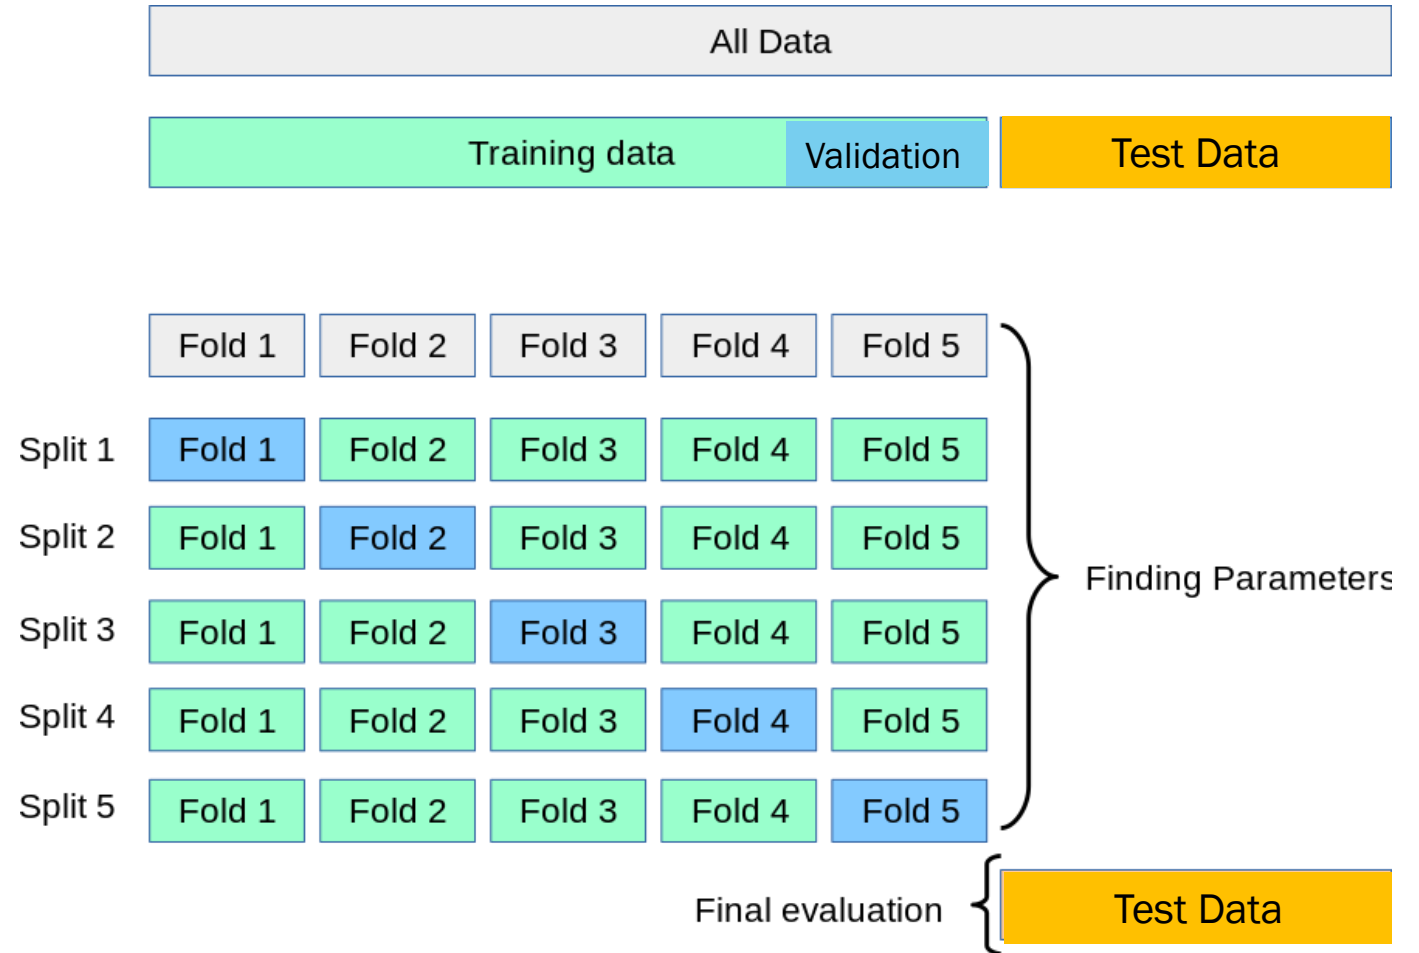 All Data
Training data Validation Test Data
Fold 1 Fold 2 Fold 3 Fold 4 Fold 5
Split 1 Fold 1 Fold 2 Fold 3 Fold 4 Fold 5
Split 2 Fold 1 Fold 2 Fold 3 Fold 4 Fold 5
Finding Parameters
Split 3 Fold 1 Fold 2 Fold 3 Fold 4 Fold 5
Split 4 Fold 1 Fold 2 Fold 3 Fold 4 Fold 5
Split 5 Fold 1 Fold 2 Fold 3 Fold 4 Fold 5
Final evaluation Test Data